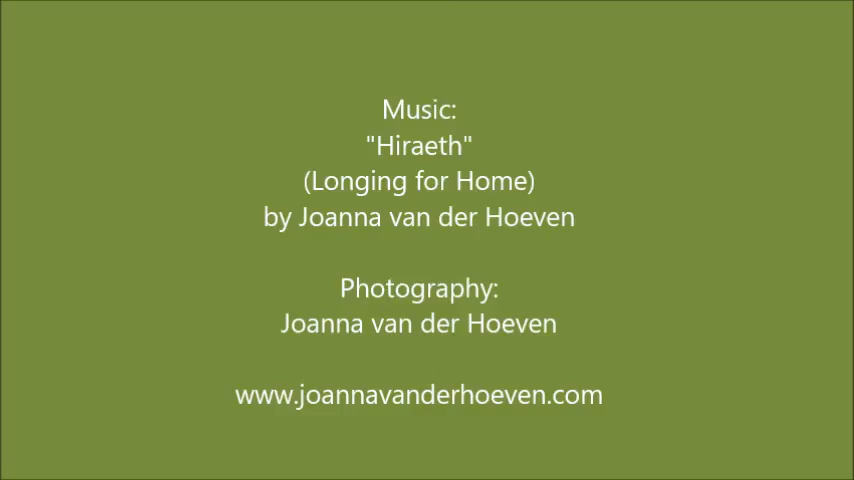 Music:
"Hiraeth"
(Longing for Home)
by Joanna van der Hoeven
Photography:
Joanna van der Hoeven
www.joannavanderhoeven.com